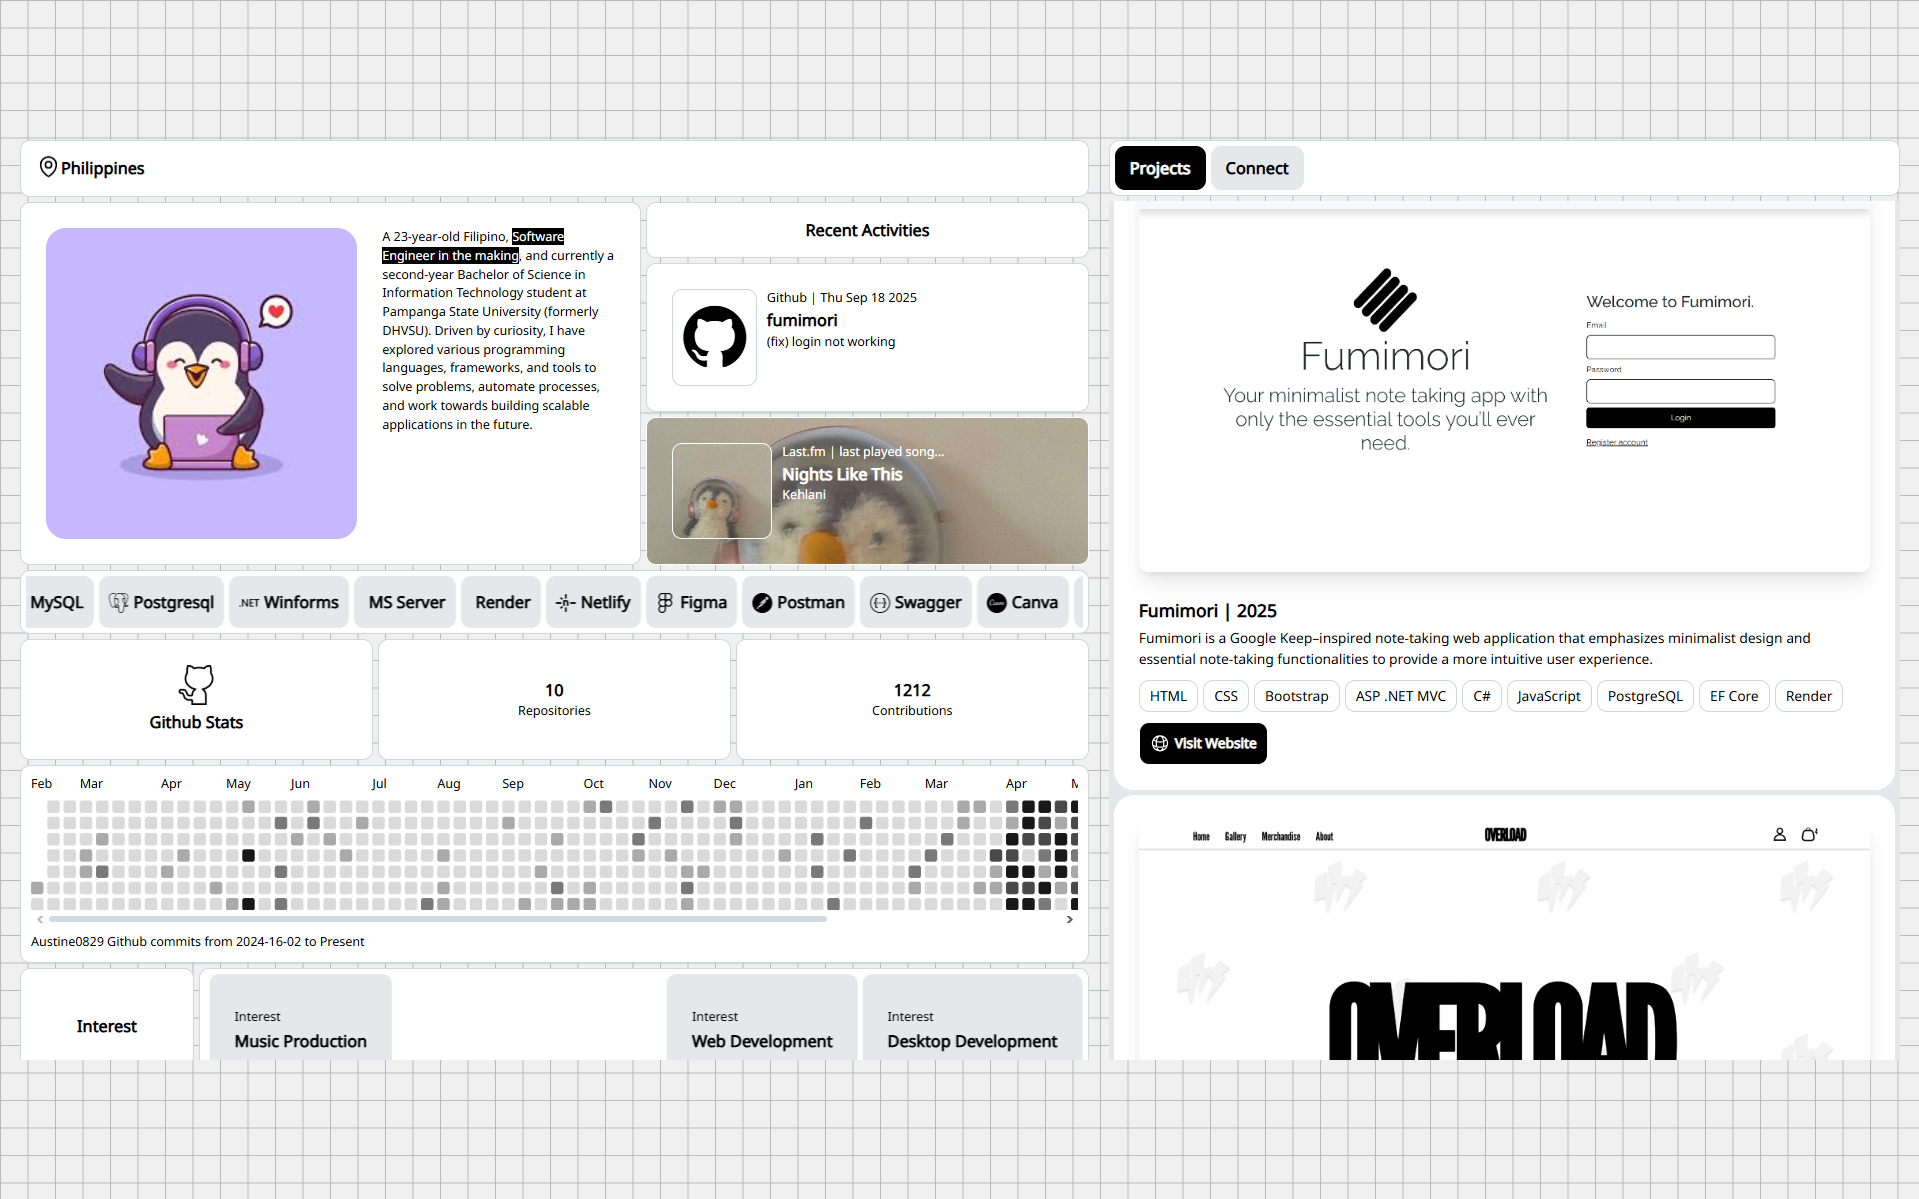 Philippines
A 23-year-old Filipino, Software
Engineer in the making, and currently a
second-year Bachelor of Science in
Information Technology student at
Pampanga State University (formerly
DHVSU). Driven by curiosity, I have
explored various programming
languages, frameworks, and tools to
solve problems, automate processes,
and work towards building scalable
applications in the future.
Recent Activities
Github | Thu Sep 18 2025
fumimori
(fix) login not working
Last.fm | last played song...
Nights Like This
Kehlani
MySQL Postgresql .NET Winforms MS Server Render Netlify Figma Postman Swagger Canva
Github Stats
10
Repositories
1212
Contributions
Feb Mar Apr May Jun Jul Aug Sep Oct Nov Dec Jan Feb Mar Apr
Austine0829 Github commits from 2024-16-02 to Present
Interest
Interest
Music Production
Interest
Web Development
Interest
Desktop Development
Projects Connect
Fumimori
Your minimalist note taking app with
only the essential tools you'll ever
need.
Welcome to Fumimori.
Email
Password
Login
Register account
Fumimori | 2025
Fumimori is a Google Keep–inspired note-taking web application that emphasizes minimalist design and
essential note-taking functionalities to provide a more intuitive user experience.
HTML CSS Bootstrap ASP .NET MVC C# JavaScript PostgreSQL EF Core Render
Visit Website
Home Gallery Merchandise About OVERLOAD
OVERLOAD